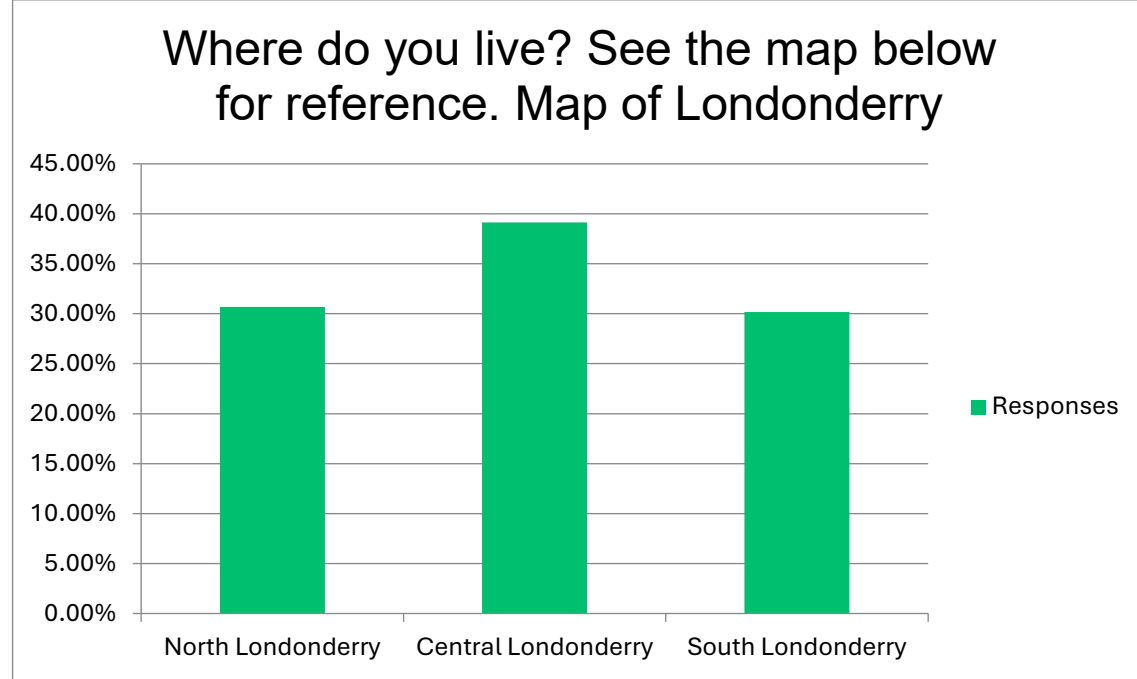 Where do you live? See the map below
for reference. Map of Londonderry
45.00%
40.00%
35.00%
30.00%
25.00%
20.00%
15.00%
10.00%
5.00%
0.00%
North Londonderry
Central Londonderry
South Londonderry
Responses